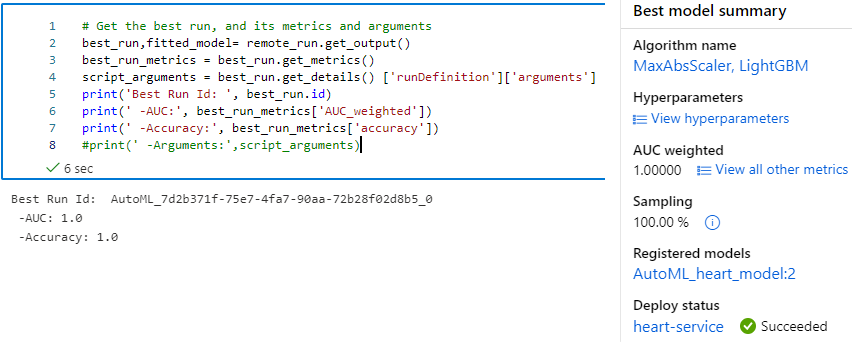 1 # Get the best run, and its metrics and arguments
2 best_run,fitted_model= remote_run.get_output()
3 best_run_metrics = best_run.get_metrics()
4 script_arguments = best_run.get_details() ['runDefinition']['arguments']
5 print('Best Run Id: ', best_run.id)
6 print(' -AUC:', best_run_metrics['AUC_weighted'])
7 print(' -Accuracy:', best_run_metrics['accuracy'])
8 #print(' -Arguments:',script_arguments)
6 sec
Best Run Id:  AutoML_7d2b371f-75e7-4fa7-90aa-72b28f02d8b5_0
-AUC: 1.0
-Accuracy: 1.0
Best model summary
Algorithm name
MaxAbsScaler, LightGBM
Hyperparameters
View hyperparameters
AUC weighted
1.00000 View all other metrics
Sampling
100.00 %
Registered models
AutoML_heart_model:2
Deploy status
heart-service Succeeded